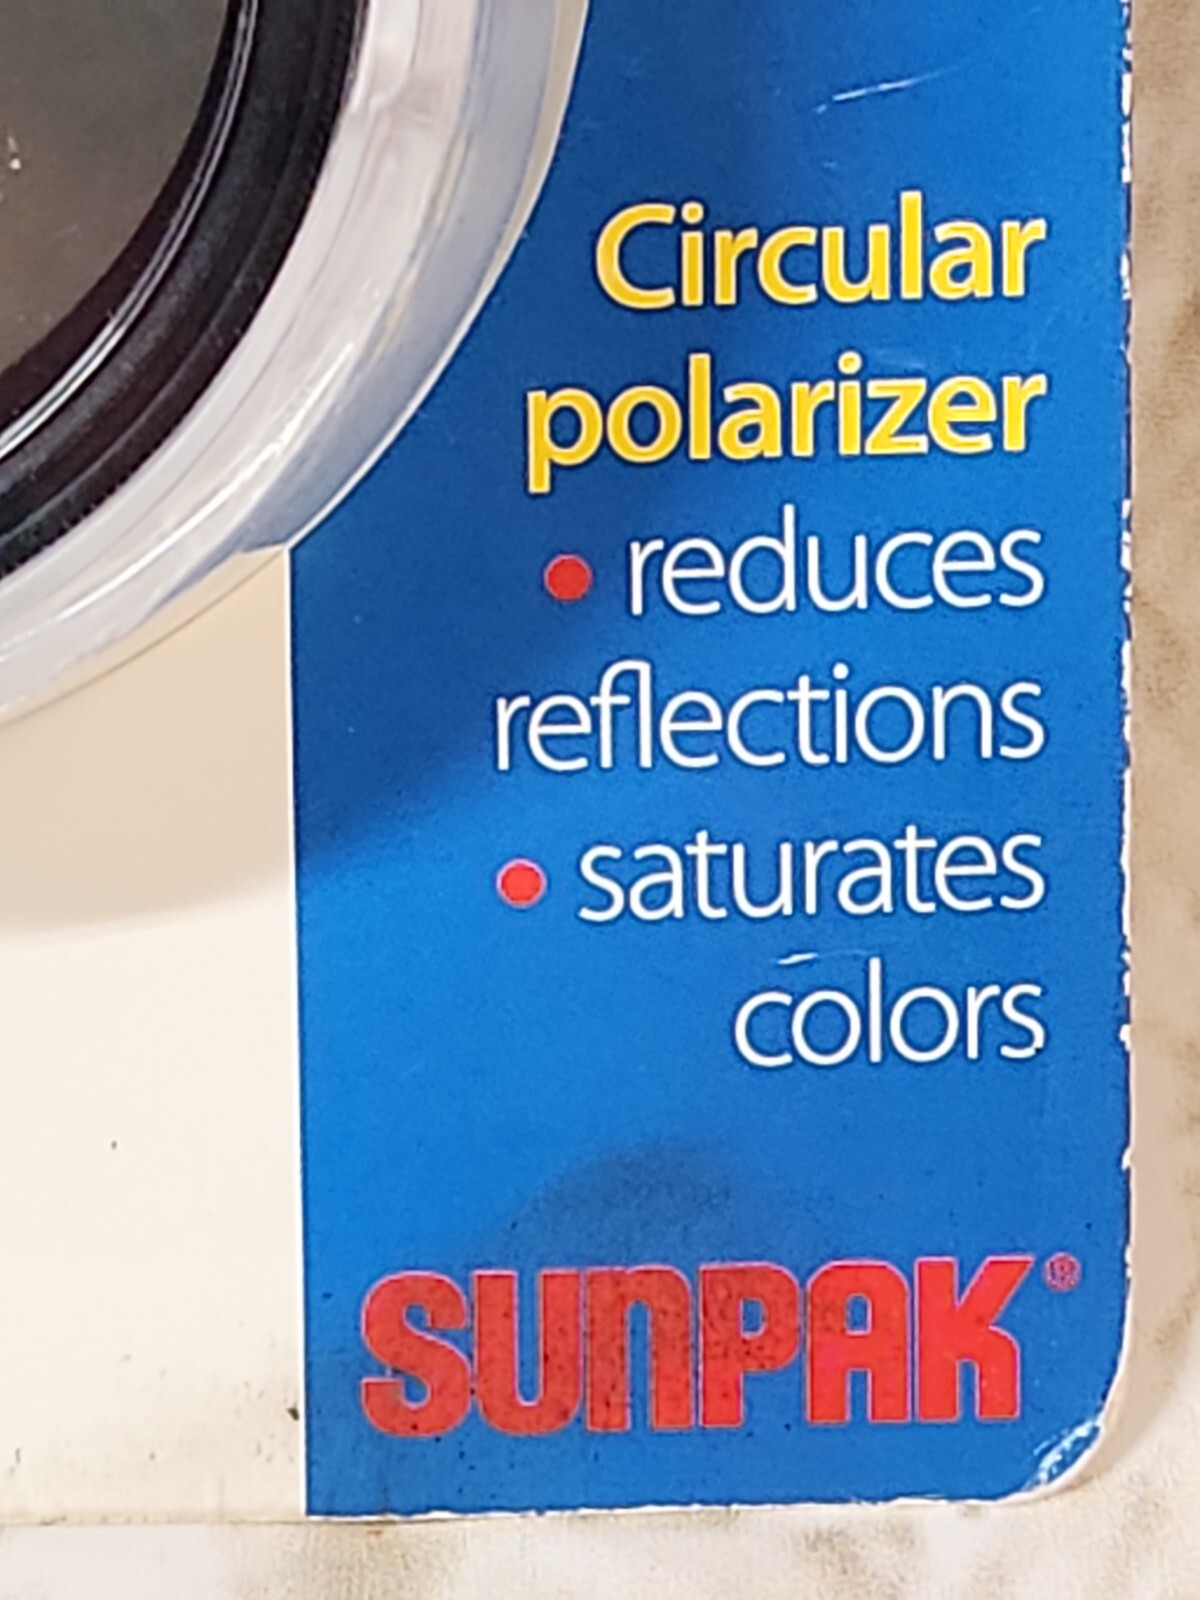 Circular
polarizer
• reduces
reflections
• saturates
colors
SUNPAK®